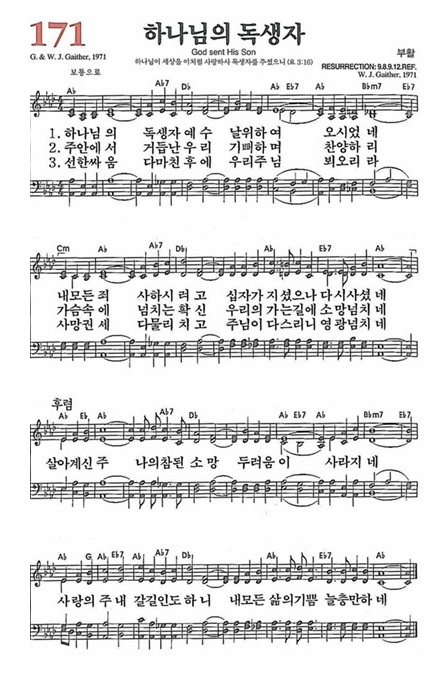 171
하나님의 독생자
God sent His Son
G. & W. J. Gaither, 1971
하나님이 세상을 이처럼 사랑하사 독생자를 주셨으니 (요 3:16)
부활
RESURRECTION: 9.8.9.12.REF.
W. J. Gaither, 1971
보통으로
A♭ A♭7 D♭ A♭ B♭m7 E♭7
1. 하나님의 독생자예수 날위하여 오시었네
2. 주안에서 거듭난우리 기뻐하며 찬양하리
3. 선한싸움 다마친후에 우리주님 뵈오리라
Cm A♭ A♭7 D♭ A♭ E♭7 A♭
내모든죄 사하시려고 십자가지셨으나다시사셨네
가슴속에 넘치는확신 우리의가는길에소망넘치네
사망권세 다물리치고 주님이다스리니영광넘치네
후렴
A♭ E♭ A♭ A♭7 D♭ A♭ E♭ A♭ B♭m7 E♭7
살아계신주 나의참된소망 두려움이 사라지네
A♭ G A♭ E♭7 A♭ D♭ A♭ E♭7 A♭
사랑의주내 갈길인도하니 내모든삶의기쁨늘충만하네